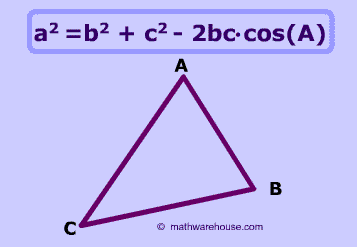 a² = b² + c² - 2bc·cos(A)
A
B
C
© mathwarehouse.com